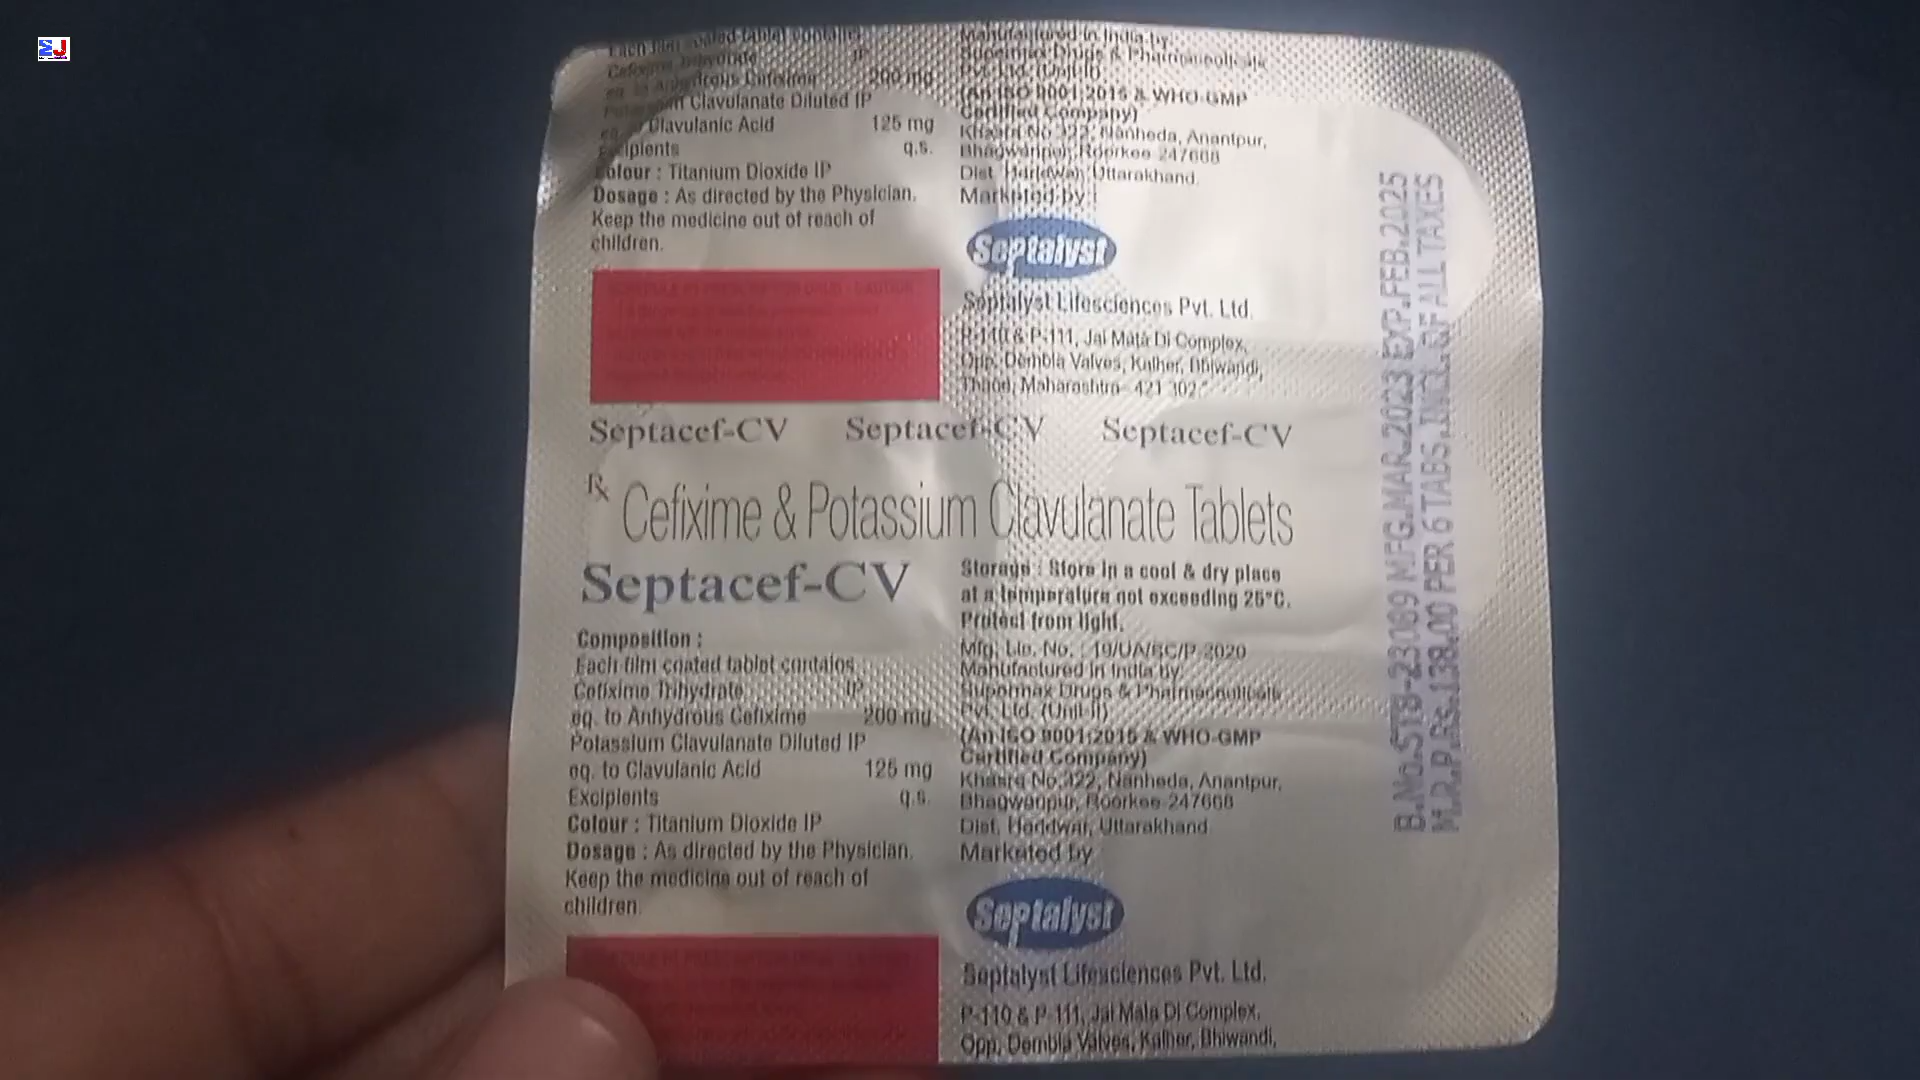 MJ
Each film coated tablet contains
Cefixime Trihydrate IP
eq. to Anhydrous Cefixime 200 mg
Potassium Clavulanate Diluted IP
eq. to Clavulanic Acid 125 mg
Excipients q.s.
Colour : Titanium Dioxide IP
Dosage : As directed by the Physician.
Keep the medicine out of reach of
children.
Manufactured in India by:
Supermax Drugs & Pharmaceuticals
Pvt. Ltd. (Unit-II)
(An ISO 9001:2015 & WHO-GMP
Certified Company)
Khasra No 322, Nanheda, Anantpur,
Bhagwanpur, Roorkee 247668
Dist. Haridwar, Uttarakhand.
Marketed by :
Septalyst
Septalyst Lifesciences Pvt. Ltd.
P-110 & P-111, Jai Mata Di Complex,
Opp. Dembla Valves, Kalher, Bhiwandi,
Thane, Maharashtra- 421 302.
Septacef-CV Septacef-CV Septacef-CV
Rx Cefixime & Potassium Clavulanate Tablets
Septacef-CV
Composition :
Each film coated tablet contains :
Cefixime Trihydrate IP
eq. to Anhydrous Cefixime 200 mg
Potassium Clavulanate Diluted IP
eq. to Clavulanic Acid 125 mg
Excipients q.s.
Colour : Titanium Dioxide IP
Dosage : As directed by the Physician.
Keep the medicine out of reach of
children.
Storage : Store in a cool & dry place
at a temperature not exceeding 25°C.
Protect from light.
Mfg. Lic. No. : 19/UA/SC/P-2020
Manufactured in India by:
Supermax Drugs & Pharmaceuticals
Pvt. Ltd. (Unit-II)
(An ISO 9001:2015 & WHO-GMP
Certified Company)
Khasra No 322, Nanheda, Anantpur,
Bhagwanpur, Roorkee 247668
Dist. Haridwar, Uttarakhand
Marketed by
Septalyst
Septalyst Lifesciences Pvt. Ltd.
P-110 & P-111, Jai Mata Di Complex,
Opp. Dembla Valves, Kalher, Bhiwandi,
B.No.STB-23089 MFG.MAR.2023 EXP.FEB.2025
M.R.P.Rs.138.00 PER 6 TABS.INCL.OF ALL TAXES